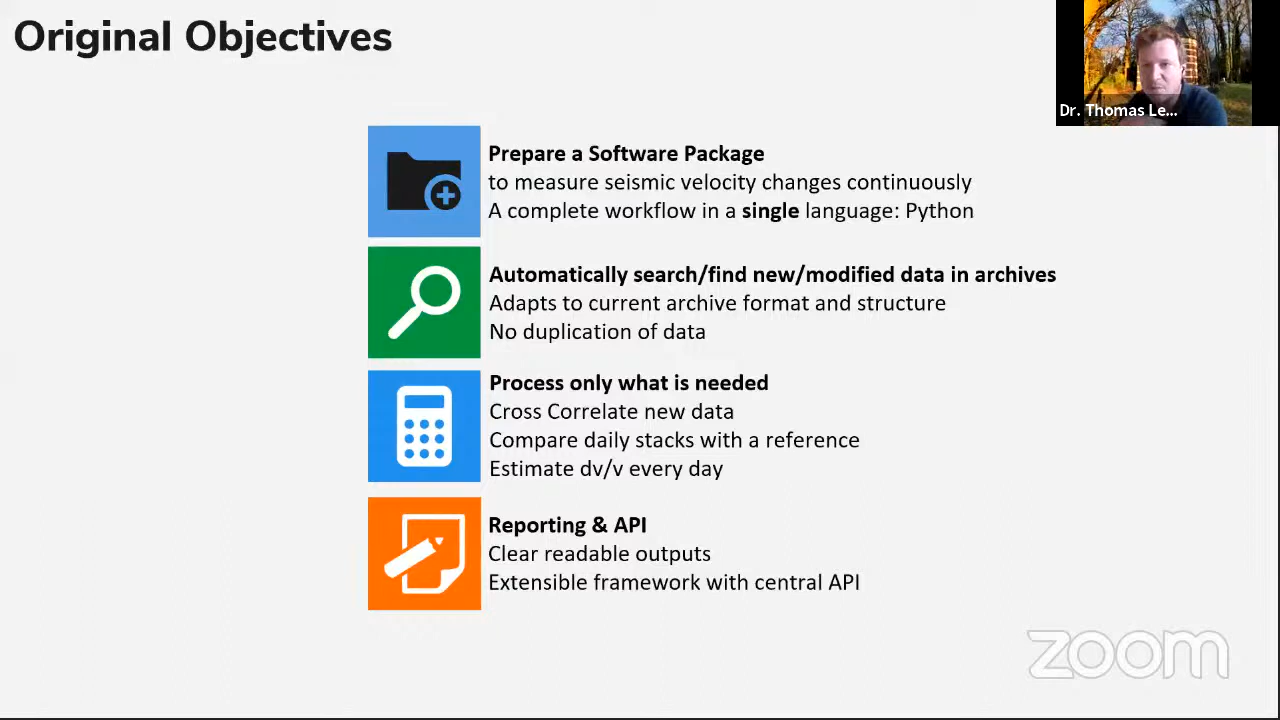 Original Objectives
Dr. Thomas Le...
Prepare a Software Package
to measure seismic velocity changes continuously
A complete workflow in a single language: Python
Automatically search/find new/modified data in archives
Adapts to current archive format and structure
No duplication of data
Process only what is needed
Cross Correlate new data
Compare daily stacks with a reference
Estimate dv/v every day
Reporting & API
Clear readable outputs
Extensible framework with central API
zoom